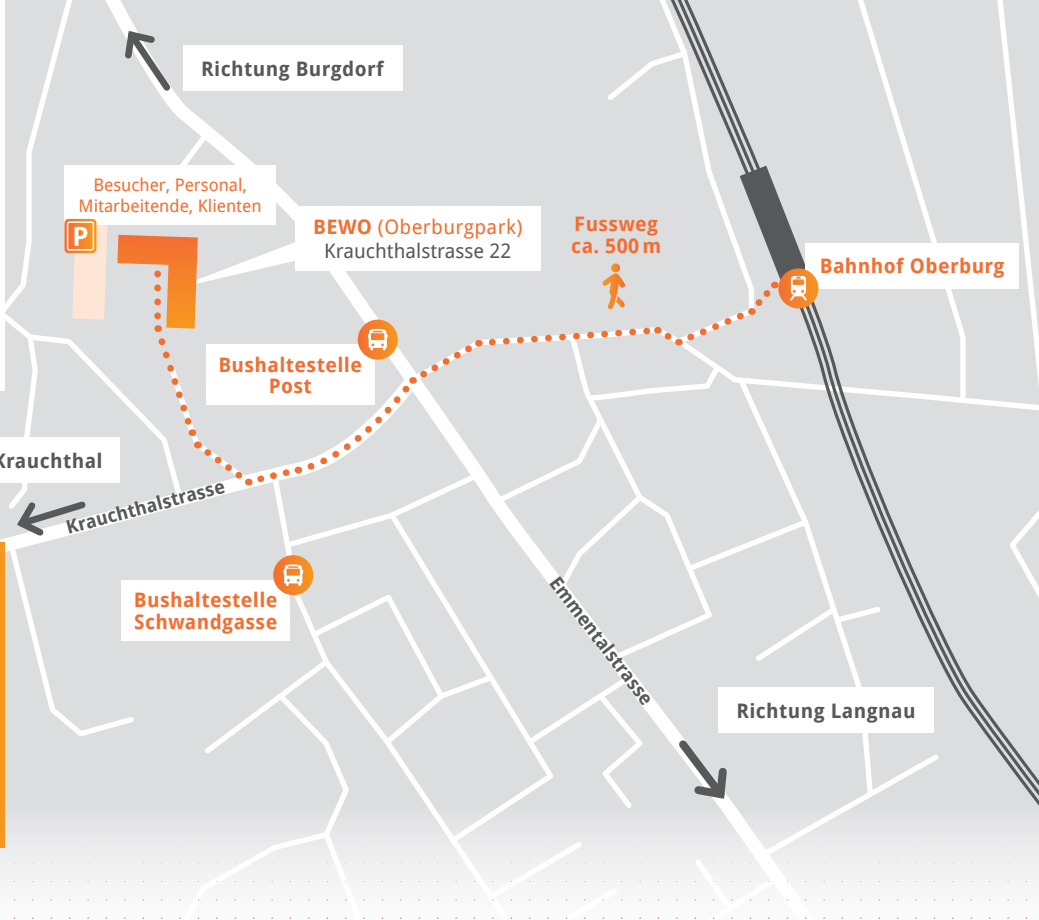 Richtung Burgdorf
Besucher, Personal,
Mitarbeitende, Klienten
P
BEWO (Oberburgpark)
Krauchthalstrasse 22
Fussweg
ca. 500 m
Bahnhof Oberburg
Bushaltestelle
Post
Krauchthal
Krauchthalstrasse
Bushaltestelle
Schwandgasse
Emmentalstrasse
Richtung Langnau